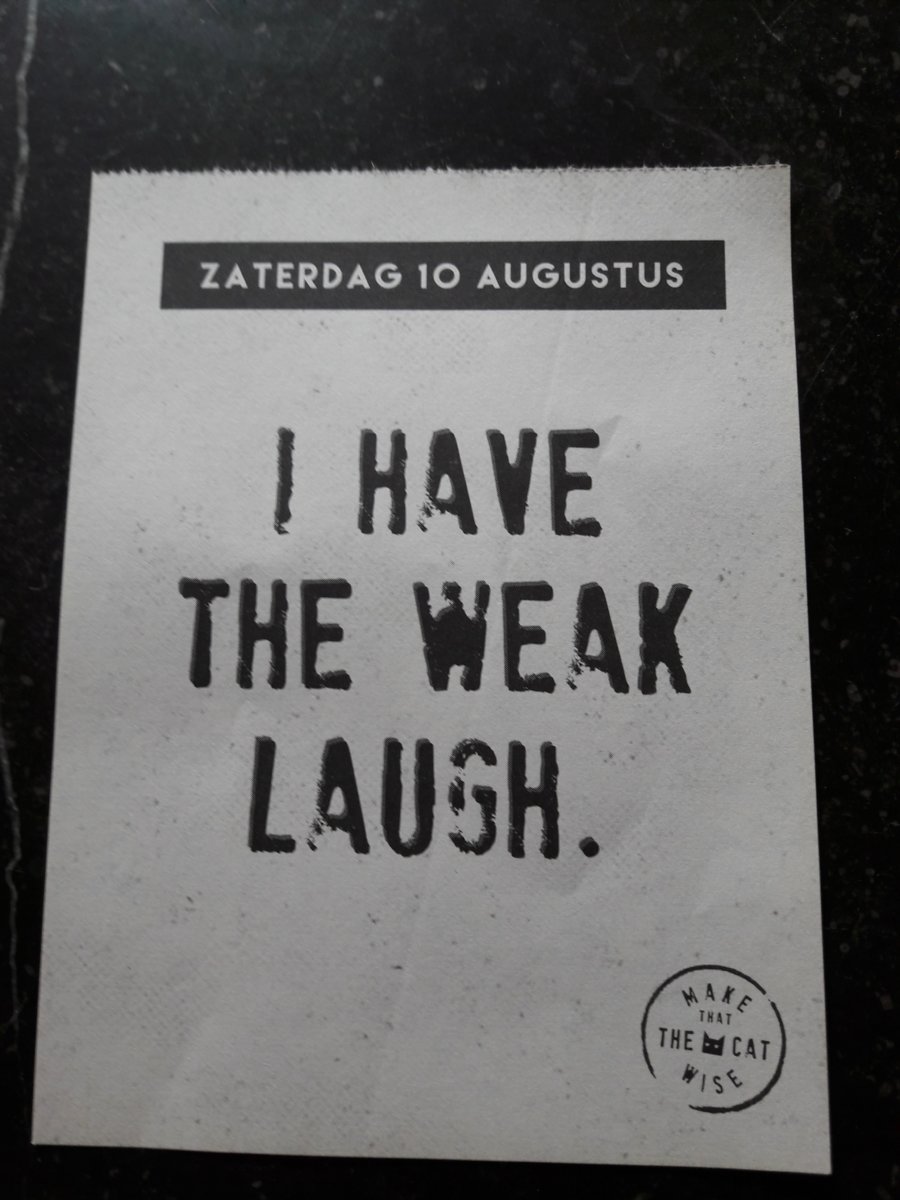 ZATERDAG 10 AUGUSTUS
I HAVE
THE WEAK
LAUGH.
MAKE
THAT
THE CAT
WISE